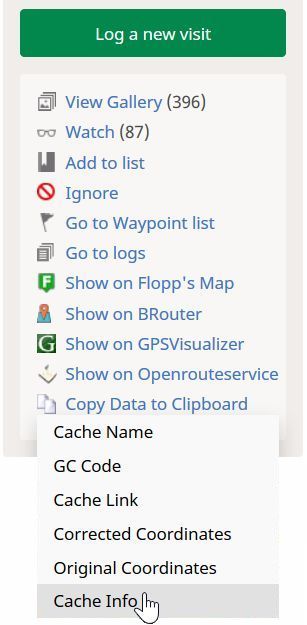 Log a new visit
View Gallery (396)
Watch (87)
Add to list
Ignore
Go to Waypoint list
Go to logs
F Show on Flopp's Map
Show on BRouter
G Show on GPSVisualizer
Show on Openrouteservice
Copy Data to Clipboard
Cache Name
GC Code
Cache Link
Corrected Coordinates
Original Coordinates
Cache Info